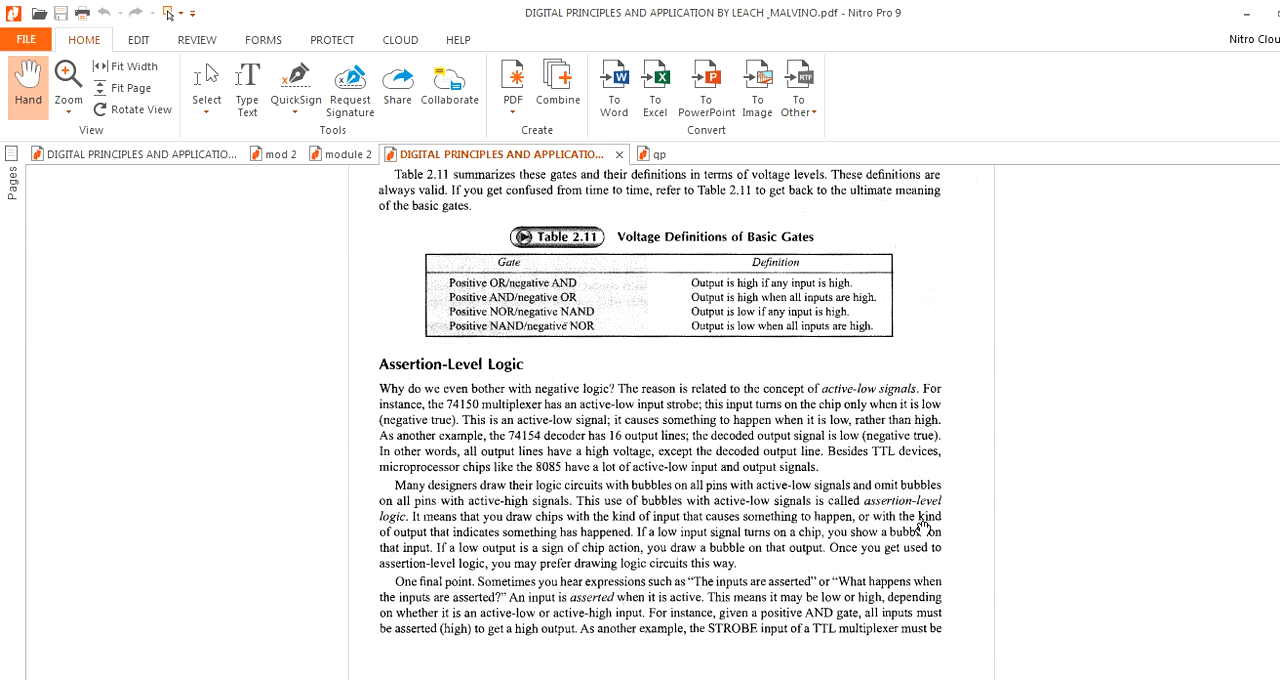 DIGITAL PRINCIPLES AND APPLICATION BY LEACH _MALVINO.pdf - Nitro Pro 9
FILE HOME EDIT REVIEW FORMS PROTECT CLOUD HELP Nitro Clou
Hand
Zoom
Fit Width
Fit Page
Rotate View
View
Select
Type Text
QuickSign
Request Signature
Share
Collaborate
Tools
PDF
Combine
Create
To Word
To Excel
To PowerPoint
To Image
To Other
Convert
DIGITAL PRINCIPLES AND APPLICATIO... mod 2 module 2 DIGITAL PRINCIPLES AND APPLICATIO... qp
Pages
Table 2.11 summarizes these gates and their definitions in terms of voltage levels. These definitions are
always valid. If you get confused from time to time, refer to Table 2.11 to get back to the ultimate meaning
of the basic gates.
Table 2.11 Voltage Definitions of Basic Gates
Gate Definition
Positive OR/negative AND Output is high if any input is high.
Positive AND/negative OR Output is high when all inputs are high.
Positive NOR/negative NAND Output is low if any input is high.
Positive NAND/negative NOR Output is low when all inputs are high.
Assertion-Level Logic
Why do we even bother with negative logic? The reason is related to the concept of active-low signals. For
instance, the 74150 multiplexer has an active-low input strobe; this input turns on the chip only when it is low
(negative true). This is an active-low signal; it causes something to happen when it is low, rather than high.
As another example, the 74154 decoder has 16 output lines; the decoded output signal is low (negative true).
In other words, all output lines have a high voltage, except the decoded output line. Besides TTL devices,
microprocessor chips like the 8085 have a lot of active-low input and output signals.
Many designers draw their logic circuits with bubbles on all pins with active-low signals and omit bubbles
on all pins with active-high signals. This use of bubbles with active-low signals is called assertion-level
logic. It means that you draw chips with the kind of input that causes something to happen, or with the kind
of output that indicates something has happened. If a low input signal turns on a chip, you show a on
that input. If a low output is a sign of chip action, you draw a bubble on that output. Once you get used to
assertion-level logic, you may prefer drawing logic circuits this way.
One final point. Sometimes you hear expressions such as “The inputs are asserted” or “What happens when
the inputs are asserted?” An input is asserted when it is active. This means it may be low or high, depending
on whether it is an active-low or active-high input. For instance, given a positive AND gate, all inputs must
be asserted (high) to get a high output. As another example, the STROBE input of a TTL multiplexer must be